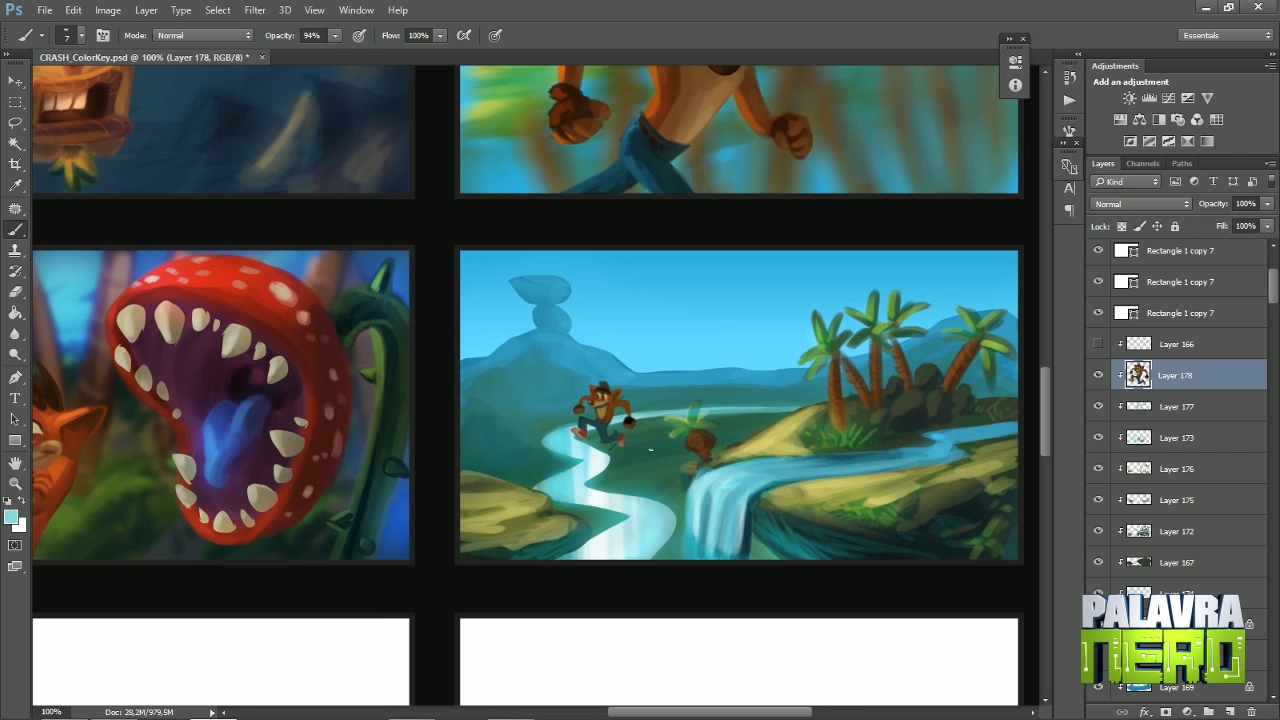 Ps File Edit Image Layer Type Select Filter 3D View Window Help
7 Mode: Normal Opacity: 94% Flow: 100% Essentials
CRASH_ColorKey.psd @ 100% (Layer 178, RGB/8) * ×
Adjustments
Add an adjustment
Layers Channels Paths
Kind
Normal Opacity: 100%
Lock: Fill: 100%
Rectangle 1 copy 7
Rectangle 1 copy 7
Rectangle 1 copy 7
Layer 166
Layer 178
Layer 177
Layer 173
Layer 176
Layer 175
Layer 172
Layer 167
PALAVRA
NERD
Layer 169
100% Doc: 28,2M/979,5M